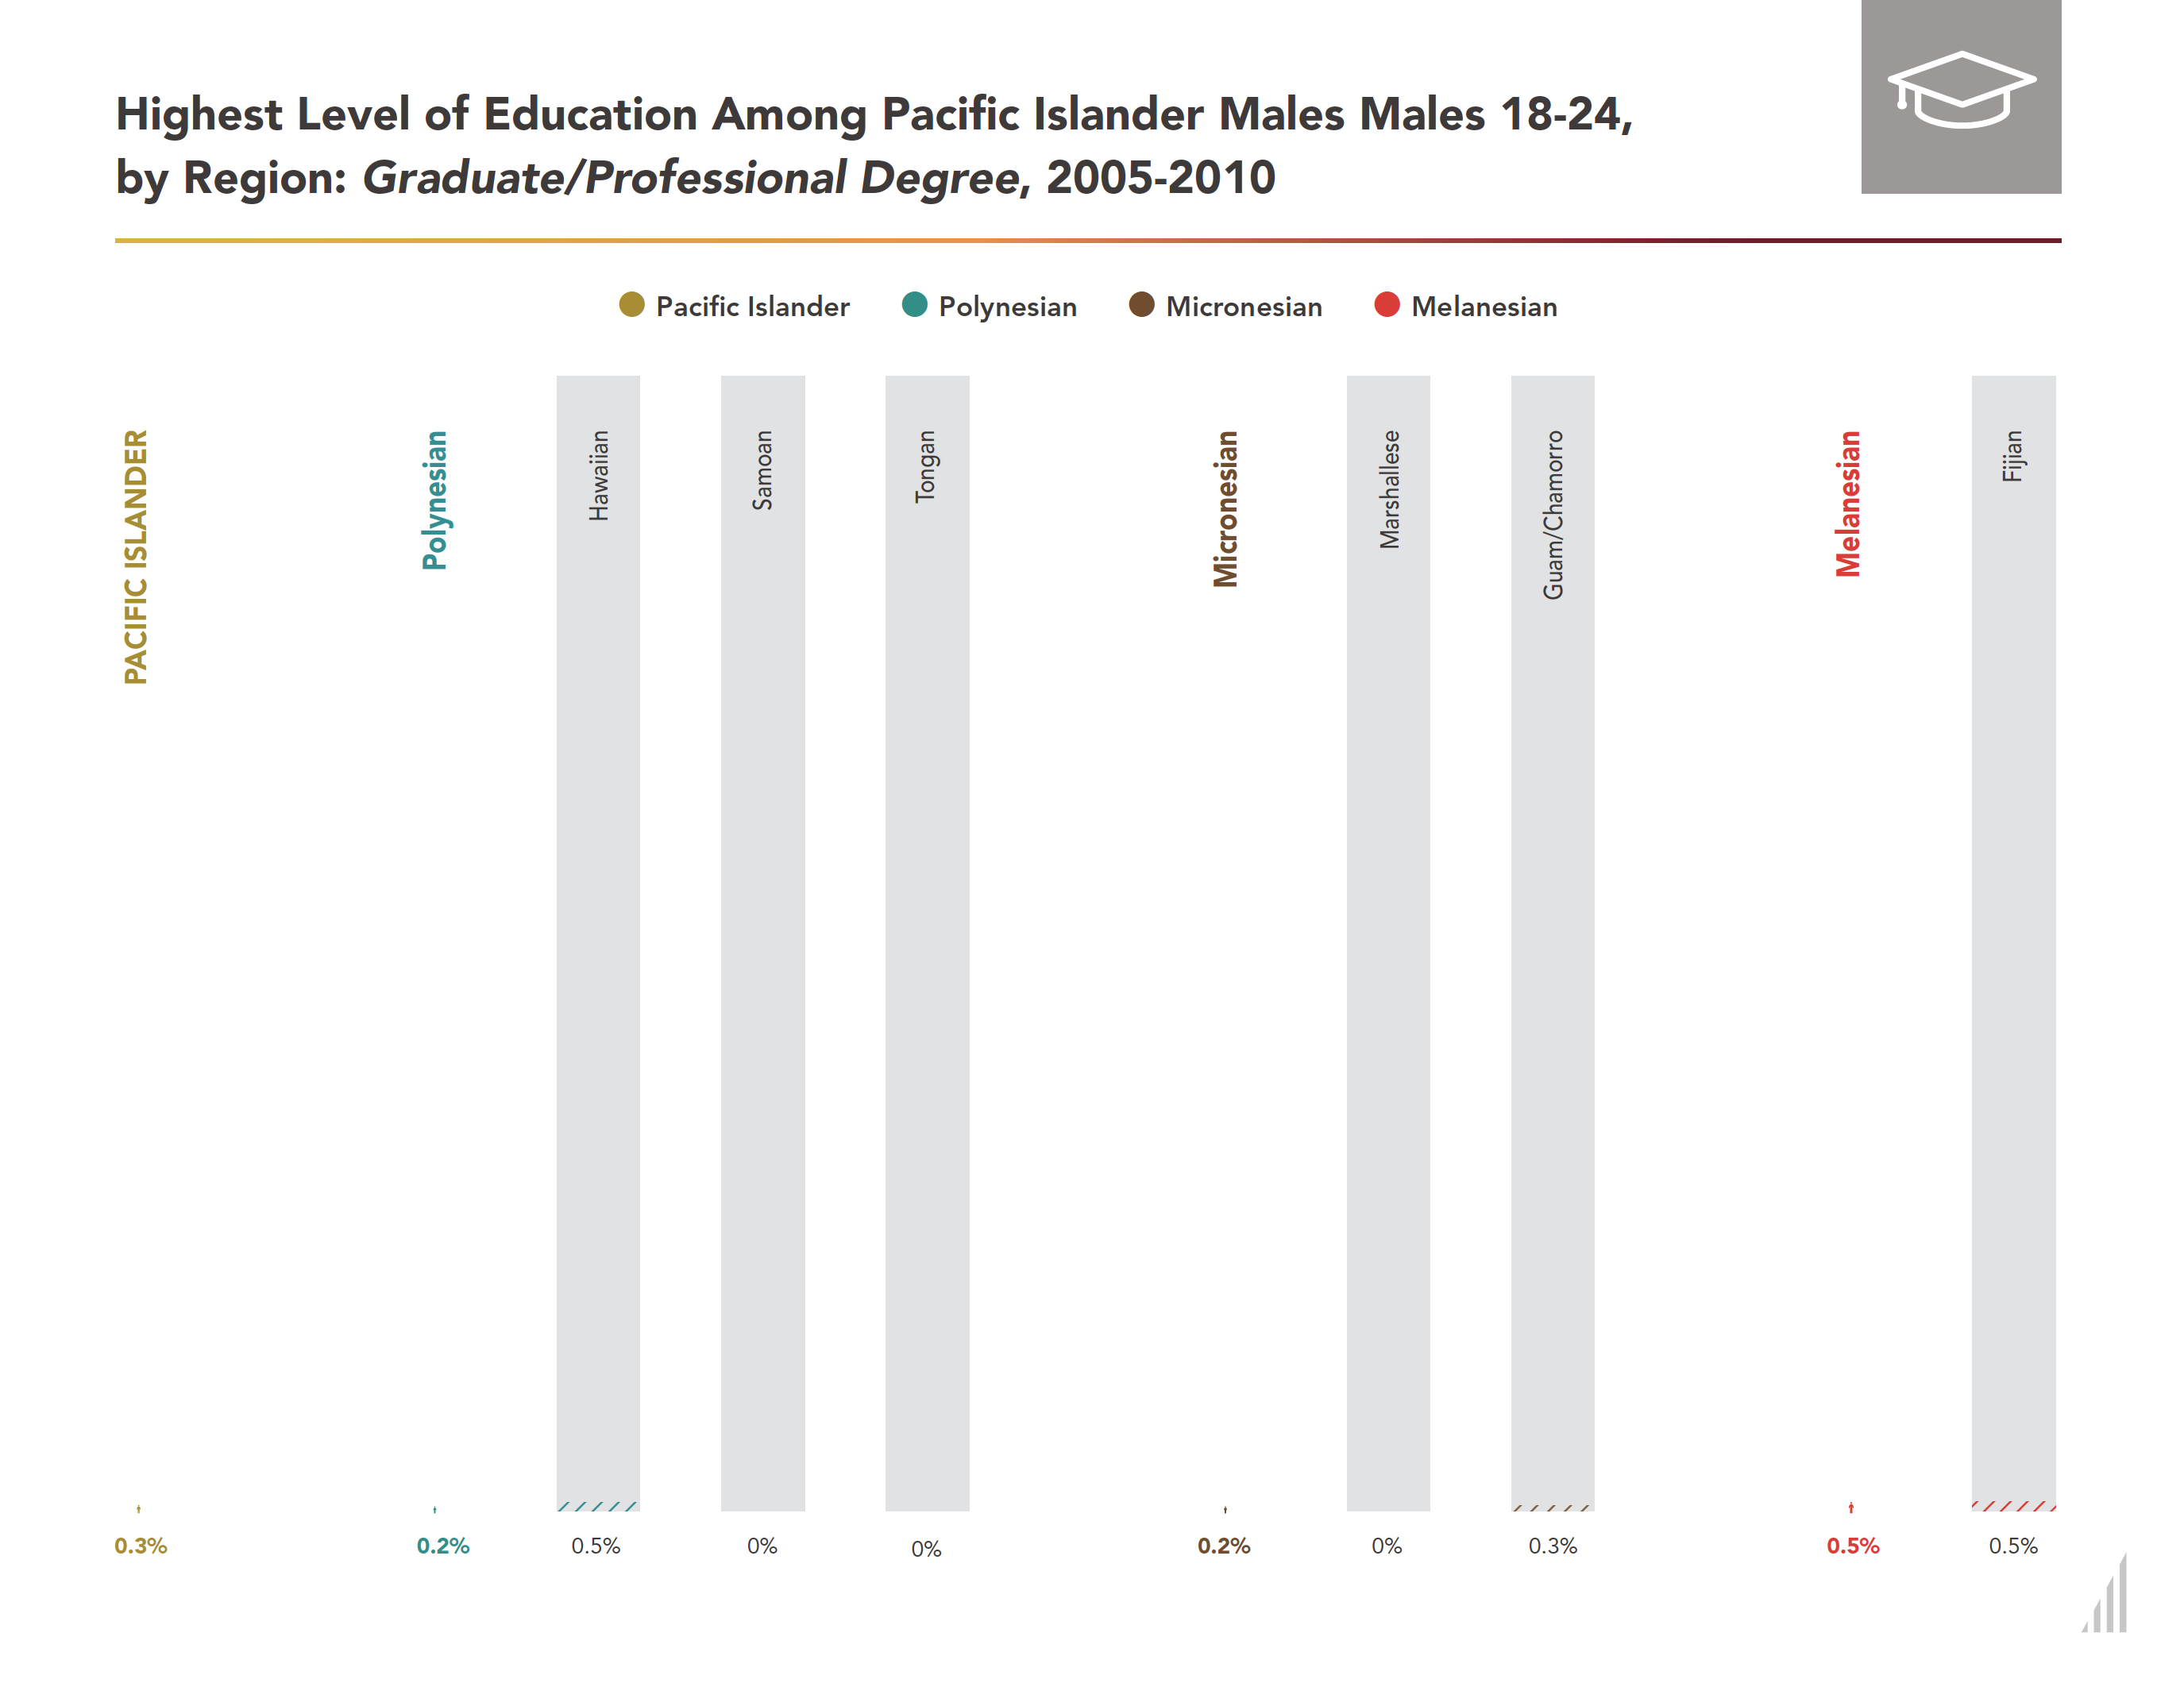 Highest Level of Education Among Pacific Islander Males Males 18-24,
by Region: Graduate/Professional Degree, 2005-2010
Pacific Islander
Polynesian
Micronesian
Melanesian
PACIFIC ISLANDER
Polynesian
Hawaiian
Samoan
Tongan
Micronesian
Marshallese
Guam/Chamorro
Melanesian
Fijian
0.3%
0.2%
0.5%
0%
0%
0.2%
0%
0.3%
0.5%
0.5%